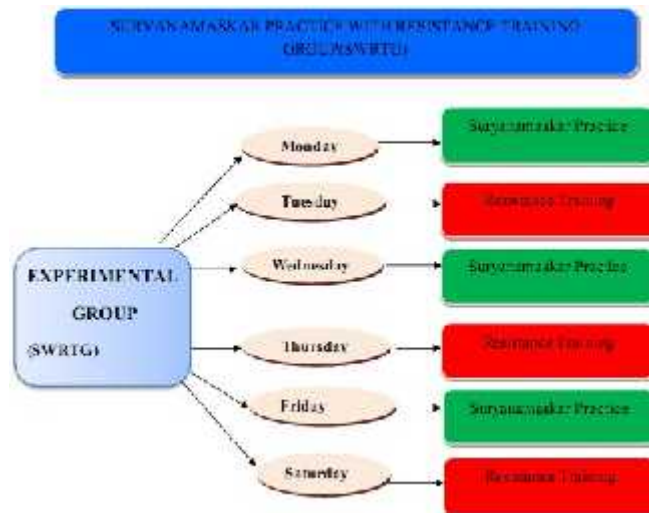 SURYANAMASKAR PRACTICE WITH RESISTANCE TRAINING
GROUP(SWRTG)
Monday
Suryanamaskar Practice
Tuesday
Resistance Training
Wednesday
Suryanamaskar Practice
EXPERIMENTAL
GROUP
(SWRTG)
Thursday
Resistance Training
Friday
Suryanamaskar Practice
Saturday
Resistance Training